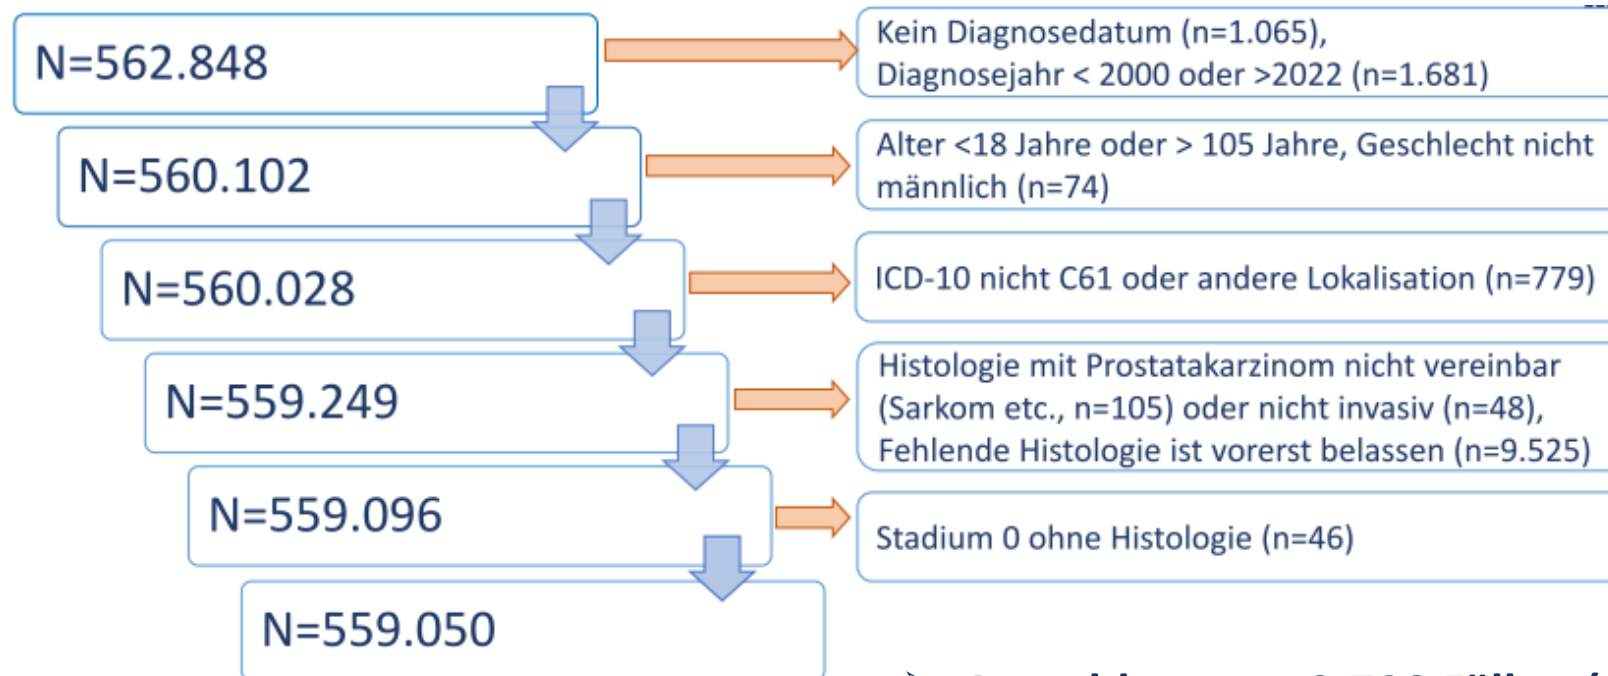 N=562.848
Kein Diagnosedatum (n=1.065),
Diagnosejahr < 2000 oder >2022 (n=1.681)
N=560.102
Alter <18 Jahre oder > 105 Jahre, Geschlecht nicht
männlich (n=74)
N=560.028
ICD-10 nicht C61 oder andere Lokalisation (n=779)
N=559.249
Histologie mit Prostatakarzinom nicht vereinbar
(Sarkom etc., n=105) oder nicht invasiv (n=48),
Fehlende Histologie ist vorerst belassen (n=9.525)
N=559.096
Stadium 0 ohne Histologie (n=46)
N=559.050